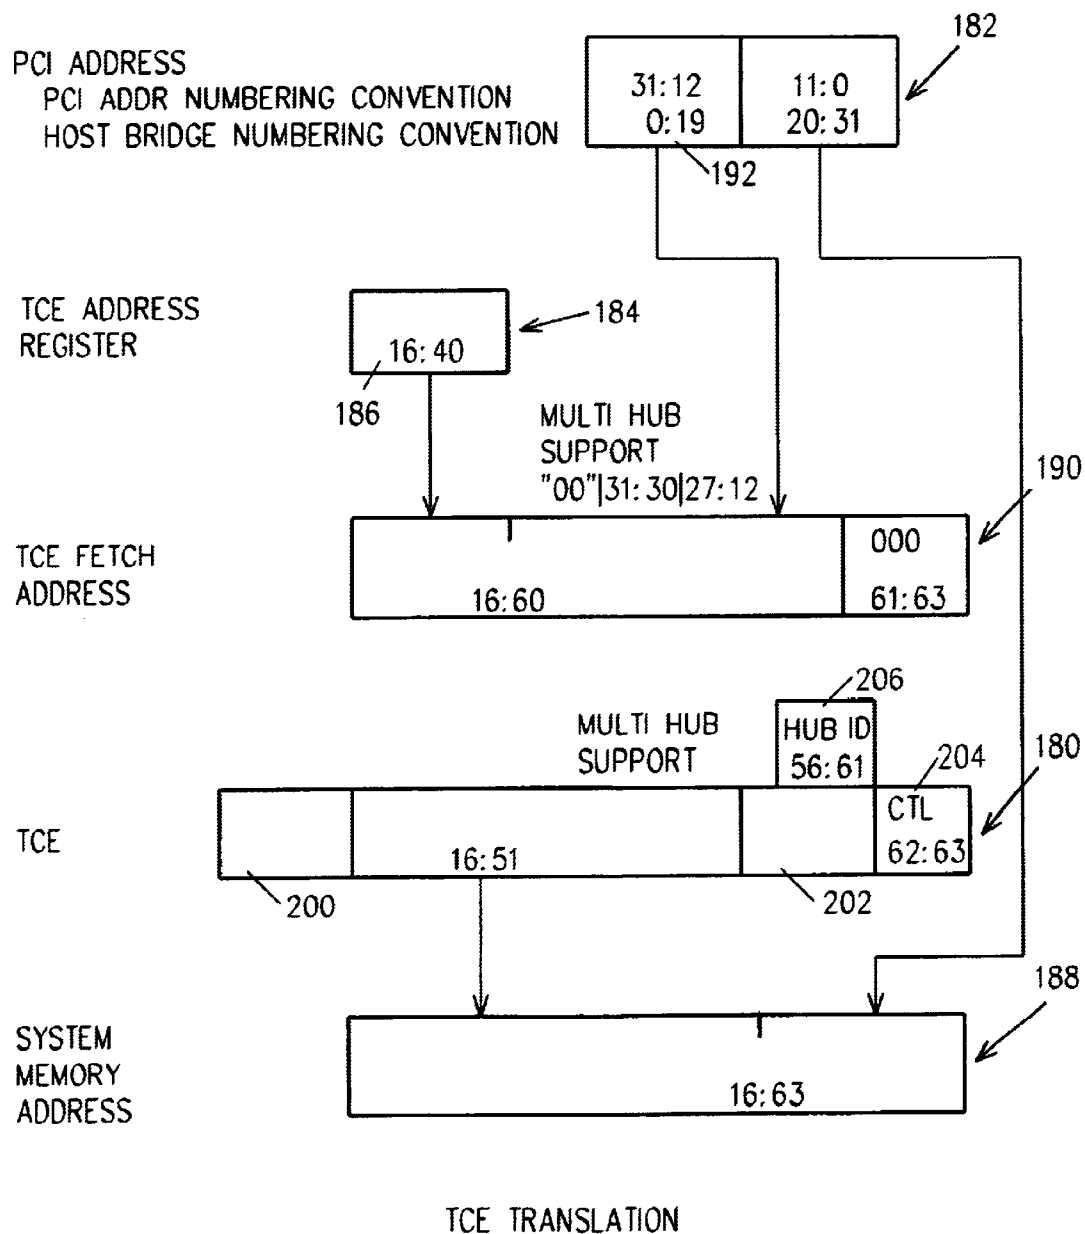 182
PCI ADDRESS
PCI ADDR NUMBERING CONVENTION
HOST BRIDGE NUMBERING CONVENTION
31:12
0:19
11:0
20:31
192
TCE ADDRESS
REGISTER
16:40
184
186
MULTI HUB
SUPPORT
"00"|31:30|27:12
190
TCE FETCH
ADDRESS
16:60
000
61:63
206
MULTI HUB
SUPPORT
HUB ID
56:61
204
180
TCE
16:51
CTL
62:63
200
202
188
SYSTEM
MEMORY
ADDRESS
16:63
TCE TRANSLATION